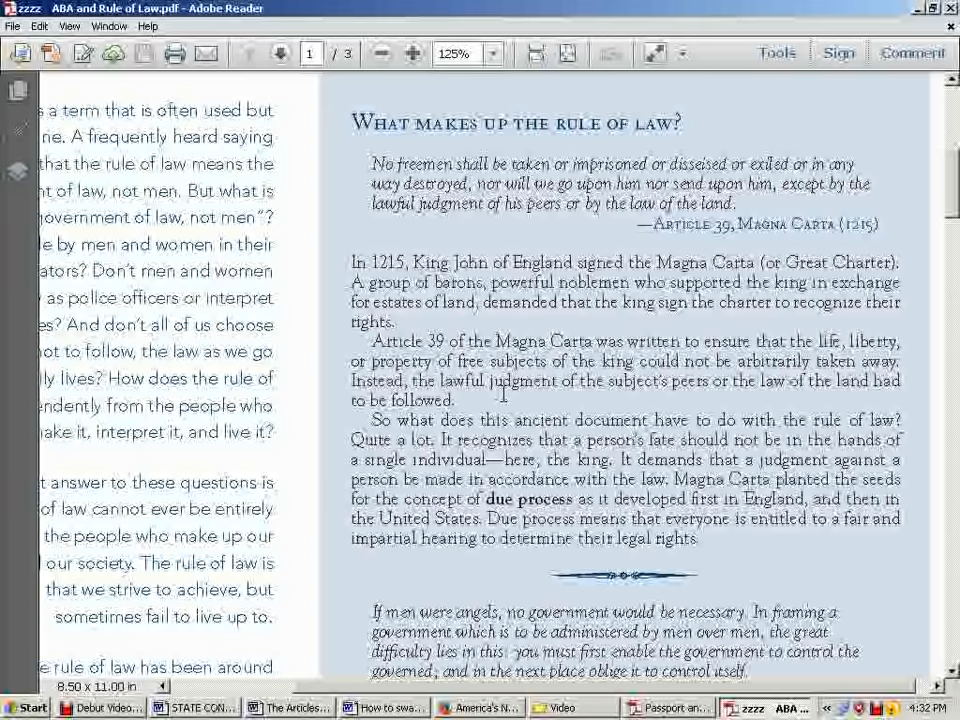 zzzz ABA and Rule of Law.pdf - Adobe Reader
File Edit View Window Help
1 / 3 125% Tools Sign Comment
s a term that is often used but
ne. A frequently heard saying
that the rule of law means the
nt of law, not men. But what is
government of law, not men"?
le by men and women in their
ators? Don't men and women
as police officers or interpret
es? And don't all of us choose
not to follow, the law as we go
ly lives? How does the rule of
ndently from the people who
ake it, interpret it, and live it?
t answer to these questions is
of law cannot ever be entirely
the people who make up our
our society. The rule of law is
that we strive to achieve, but
sometimes fail to live up to.
e rule of law has been around
WHAT MAKES UP THE RULE OF LAW?
No freemen shall be taken or imprisoned or disseised or exiled or in any
way destroyed, nor will we go upon him nor send upon him, except by the
lawful judgment of his peers or by the law of the land.
—ARTICLE 39, MAGNA CARTA (1215)
In 1215, King John of England signed the Magna Carta (or Great Charter).
A group of barons, powerful noblemen who supported the king in exchange
for estates of land, demanded that the king sign the charter to recognize their
rights.
Article 39 of the Magna Carta was written to ensure that the life, liberty,
or property of free subjects of the king could not be arbitrarily taken away.
Instead, the lawful judgment of the subject's peers or the law of the land had
to be followed.
So what does this ancient document have to do with the rule of law?
Quite a lot. It recognizes that a person's fate should not be in the hands of
a single individual—here, the king. It demands that a judgment against a
person be made in accordance with the law. Magna Carta planted the seeds
for the concept of due process as it developed first in England, and then in
the United States. Due process means that everyone is entitled to a fair and
impartial hearing to determine their legal rights.
If men were angels, no government would be necessary. In framing a
government which is to be administered by men over men, the great
difficulty lies in this: you must first enable the government to control the
governed; and in the next place oblige it to control itself.
8.50 x 11.00 in
Start Debut Video... STATE CON... The Articles... How to swa... America's N... Video Passport an... zzzz ABA ... 4:32 PM